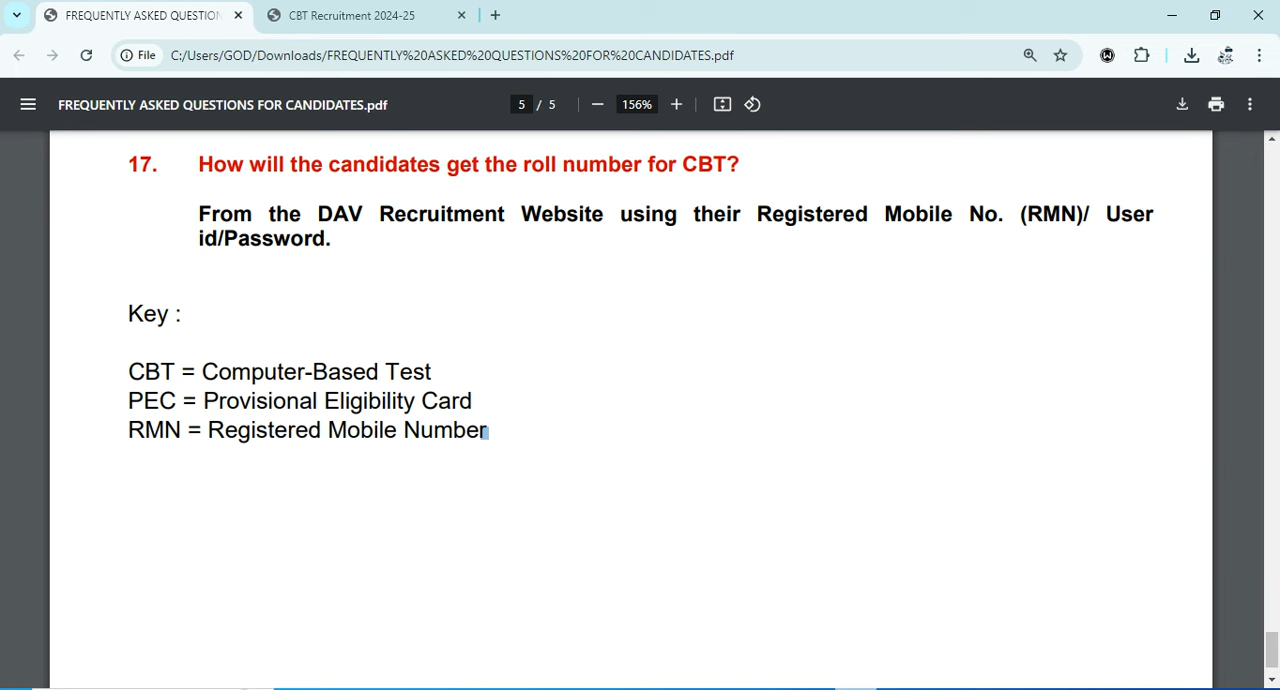 FREQUENTLY ASKED QUESTION
CBT Recruitment 2024-25
File
C:/Users/GOD/Downloads/FREQUENTLY%20ASKED%20QUESTIONS%20FOR%20CANDIDATES.pdf
FREQUENTLY ASKED QUESTIONS FOR CANDIDATES.pdf
5 / 5
156%
17. How will the candidates get the roll number for CBT?
From the DAV Recruitment Website using their Registered Mobile No. (RMN)/ User
id/Password.
Key :
CBT = Computer-Based Test
PEC = Provisional Eligibility Card
RMN = Registered Mobile Number